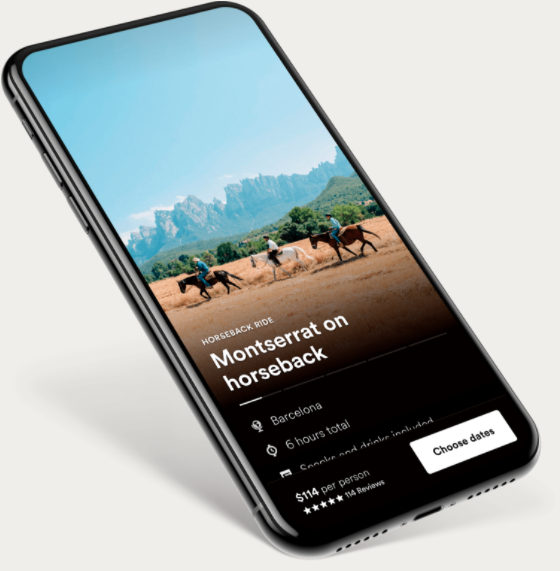 HORSEBACK RIDE
Montserrat on
horseback
Barcelona
6 hours total
Snacks and drinks included
$114 per person
★★★★★ 114 Reviews
Choose dates